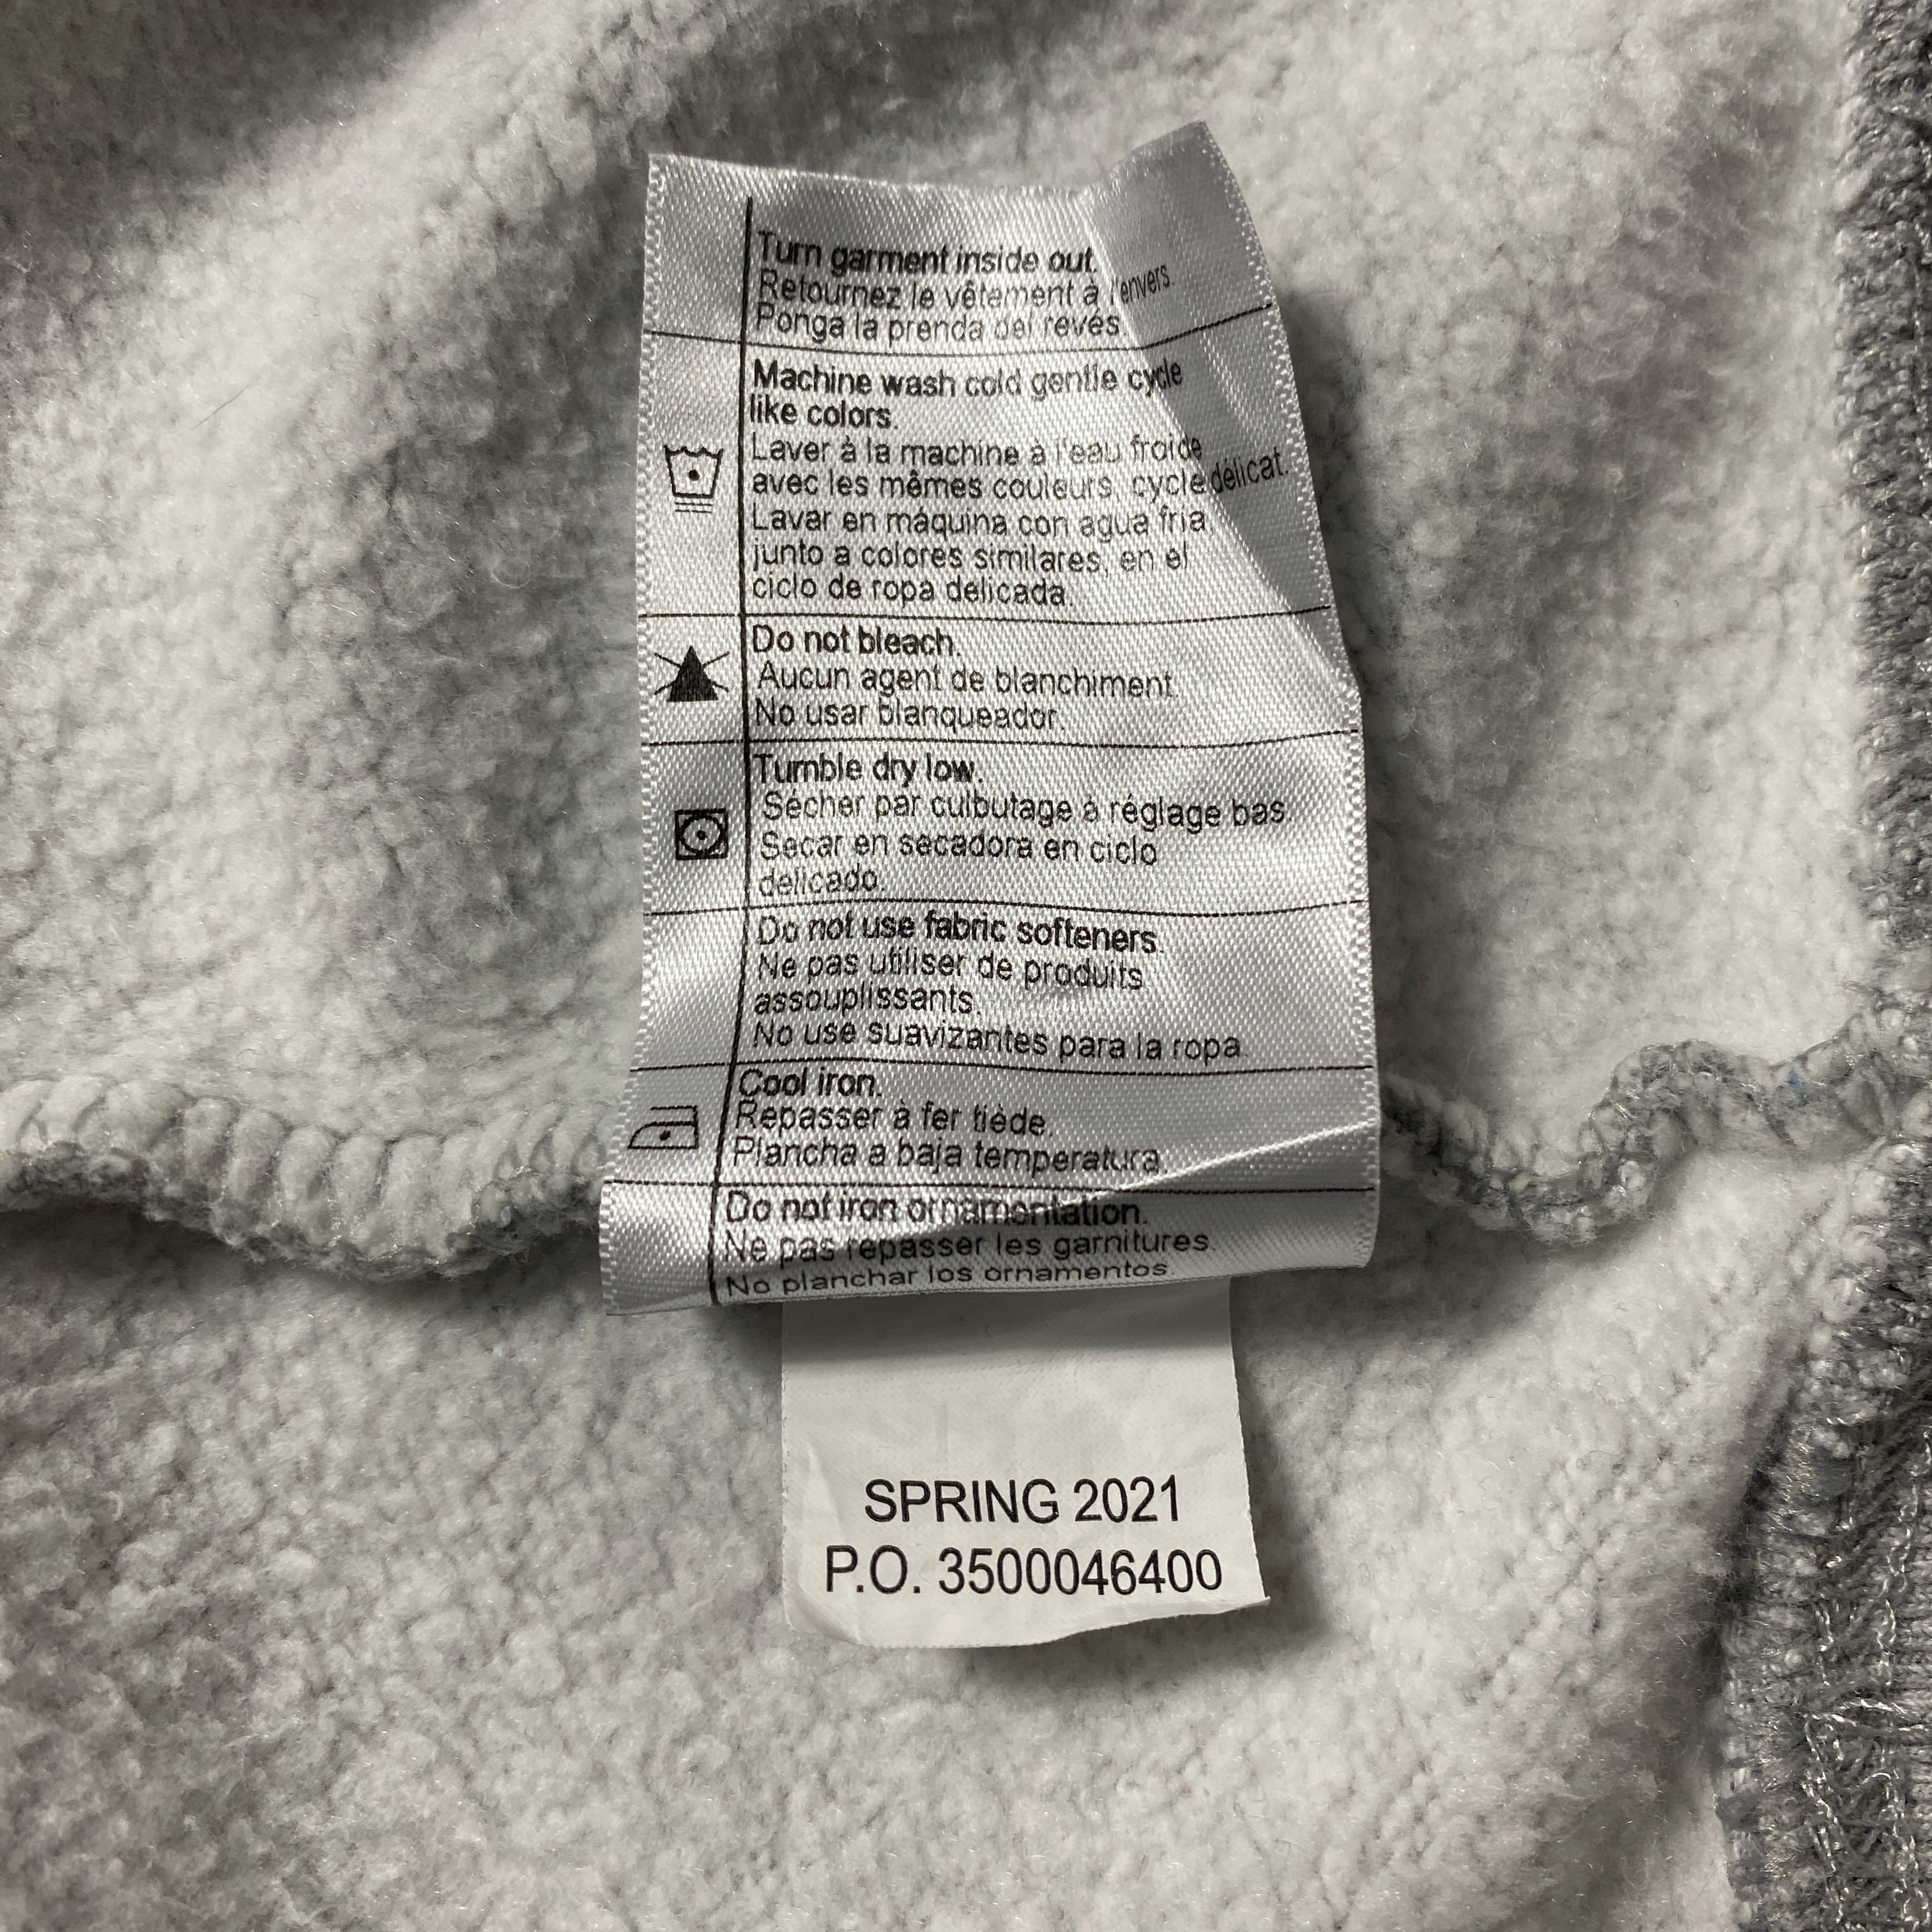 Turn garment inside out.
Retournez le vêtement à l'envers.
Ponga la prenda del revés.
Machine wash cold gentle cycle
like colors.
Laver à la machine à l'eau froide
avec les mêmes couleurs, cycle délicat.
Lavar en máquina con agua fria
junto a colores similares, en el
ciclo de ropa delicada.
Do not bleach.
Aucun agent de blanchiment.
No usar blanqueador.
Tumble dry low.
Sécher par culbutage à réglage bas.
Secar en secadora en ciclo
delicado.
Do not use fabric softeners.
Ne pas utiliser de produits
assouplissants.
No use suavizantes para la ropa.
Cool iron.
Repasser à fer tiède.
Plancha a baja temperatura.
Do not iron ornamentation.
Ne pas repasser les garnitures.
No planchar los ornamentos.
SPRING 2021
P.O. 3500046400